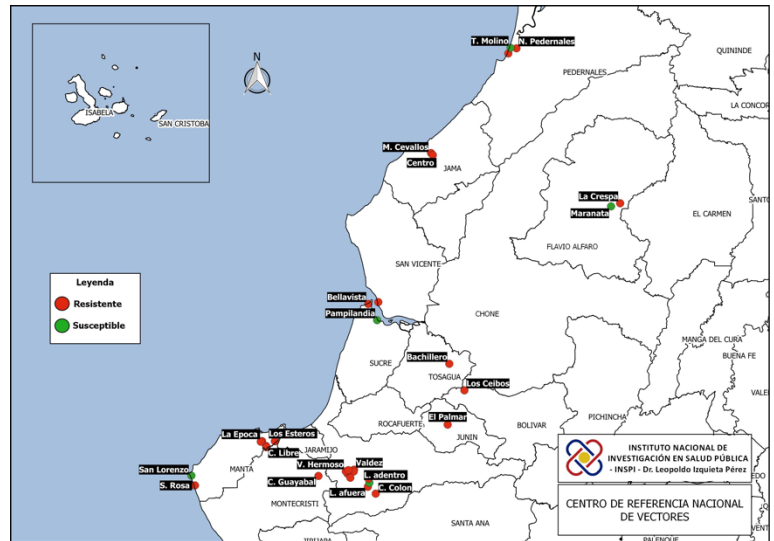 N
T. Molino
N. Pedernales
QUININDE
PEDERNALES
LA CONCOR
ISABELA
SAN CRISTOBA
M. Cevallos
Centro
JAMA
La Crespa
SANTO
Maranata
EL CARMEN
FLAVIO ALFARO
SAN VICENTE
Leyenda
Resistente
Susceptible
Bellavista
Pampilandia
CHONE
MANGA DEL CURA
BUENA FE
Bachillero
SUCRE
TOSAGUA
Los Ceibos
VALE
ROCAFUERTE
El Palmar
BOLIVAR
PICHINCHA
JUNIN
La Epoca
Los Esteros
C. Libre
JARAMIJO
San Lorenzo
MANTA
V. Hermoso
Valdez
S. Rosa
C. Guayabal
L. adentro
L. afuera
C. Colon
MONTECRISTI
SANTA ANA
JIPIJAPA
INSTITUTO NACIONAL DE
INVESTIGACIÓN EN SALUD PÚBLICA
- INSPI - Dr. Leopoldo Izquieta Pérez
CENTRO DE REFERENCIA NACIONAL
DE VECTORES
PALENQUE